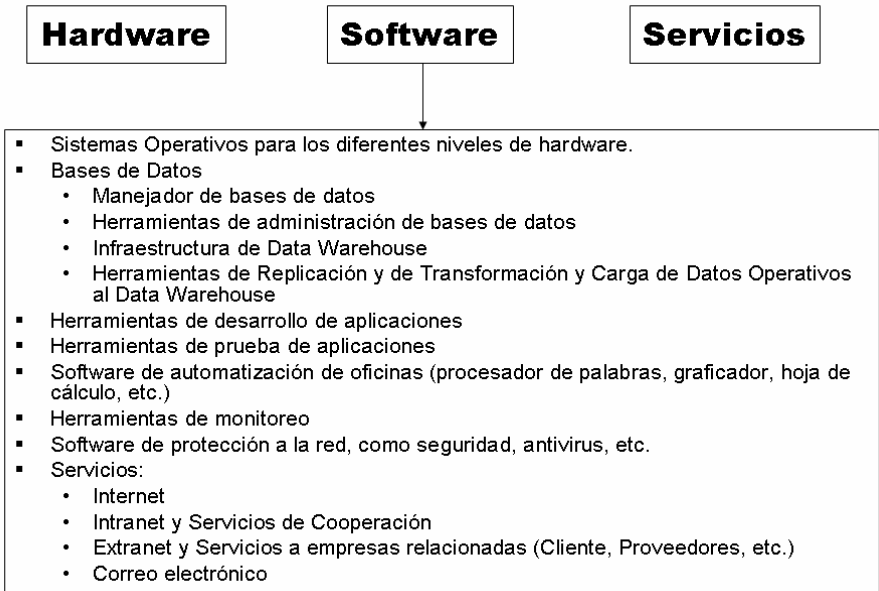 Hardware
Software
Servicios
▪ Sistemas Operativos para los diferentes niveles de hardware.
▪ Bases de Datos
• Manejador de bases de datos
• Herramientas de administración de bases de datos
• Infraestructura de Data Warehouse
• Herramientas de Replicación y de Transformación y Carga de Datos Operativos
al Data Warehouse
▪ Herramientas de desarrollo de aplicaciones
▪ Herramientas de prueba de aplicaciones
▪ Software de automatización de oficinas (procesador de palabras, graficador, hoja de
cálculo, etc.)
▪ Herramientas de monitoreo
▪ Software de protección a la red, como seguridad, antivirus, etc.
▪ Servicios:
• Internet
• Intranet y Servicios de Cooperación
• Extranet y Servicios a empresas relacionadas (Cliente, Proveedores, etc.)
• Correo electrónico